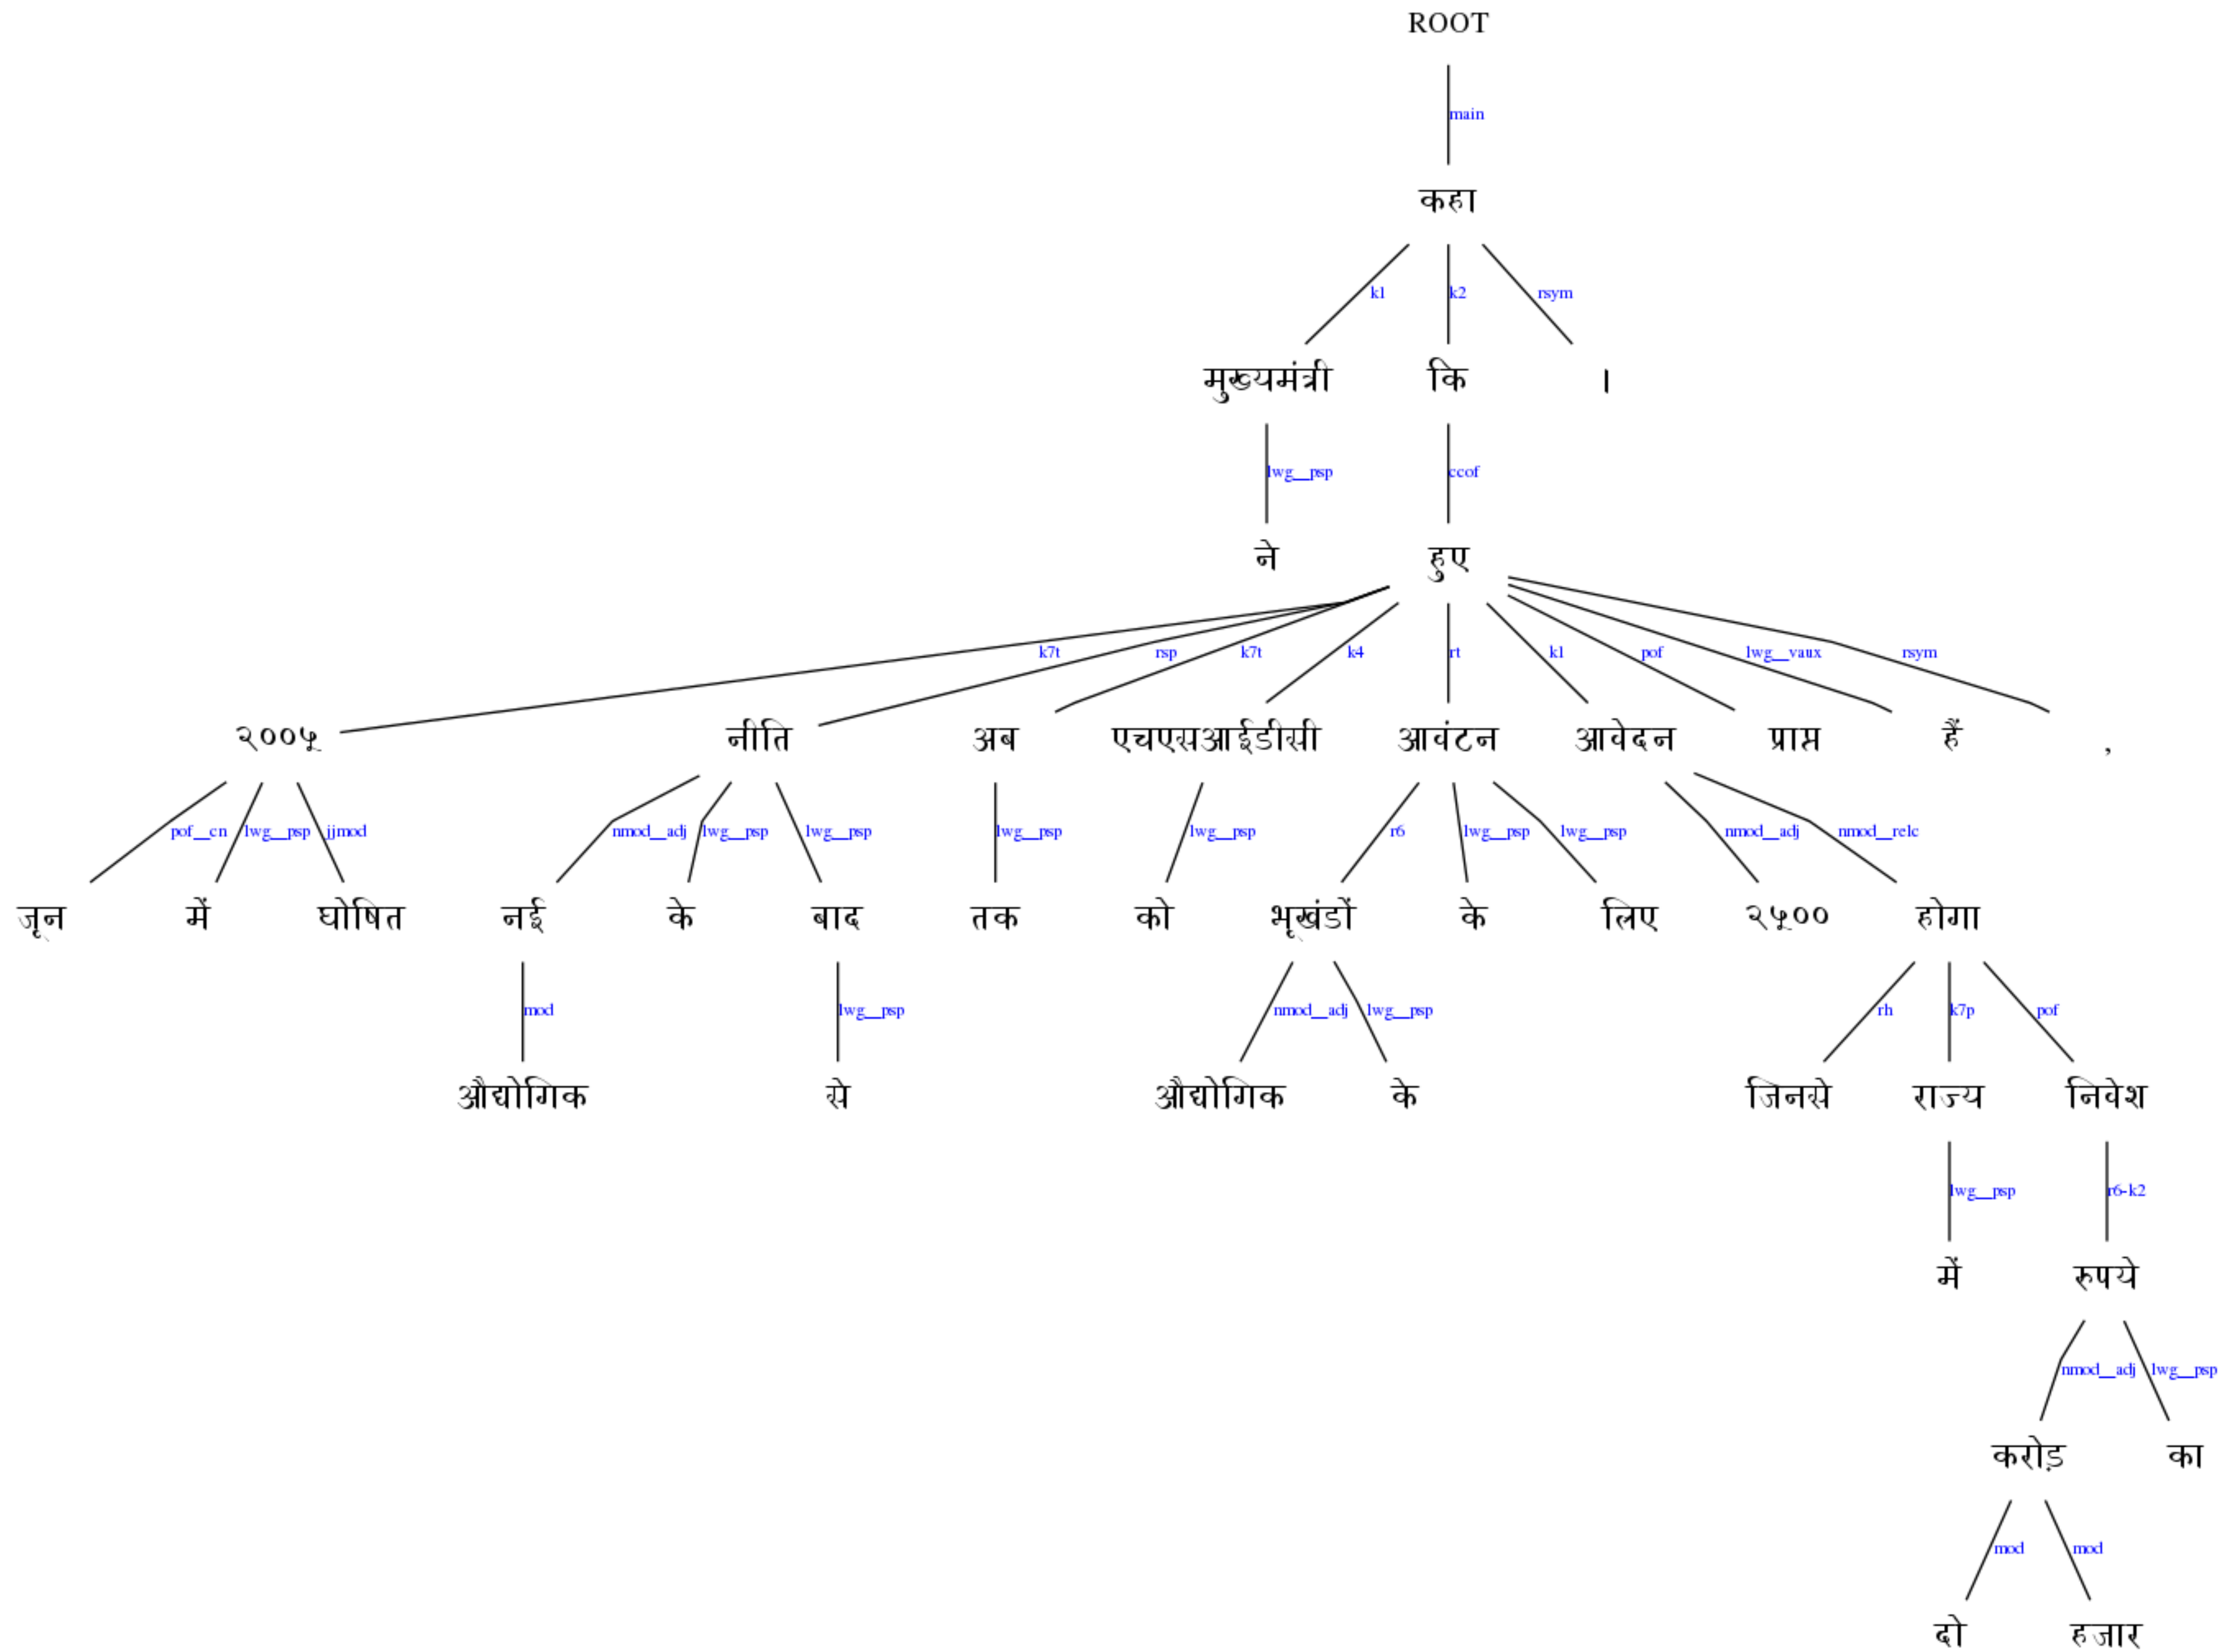 ROOT
main
कहा
k1 k2 rsym
मुख्यमंत्री कि ।
lwg__psp ccof
ने हुए
k7t rsp k7t k4 rt k1 pof lwg__vaux rsym
२००५ नीति अब एचएसआईडीसी आवंटन आवेदन प्राप्त हैं ,
pof__cn lwg__psp jjmod nmod__adj lwg__psp lwg__psp lwg__psp lwg__psp r6 lwg__psp lwg__psp nmod__adj nmod__relc
जून में घोषित नई के बाद तक को भूखंडों के लिए २५०० होगा
mod lwg__psp nmod__adj lwg__psp rh k7p pof
औद्योगिक से औद्योगिक के जिनसे राज्य निवेश
lwg__psp r6-k2
में रुपये
nmod__adj lwg__psp
करोड़ का
mod mod
दो हजार